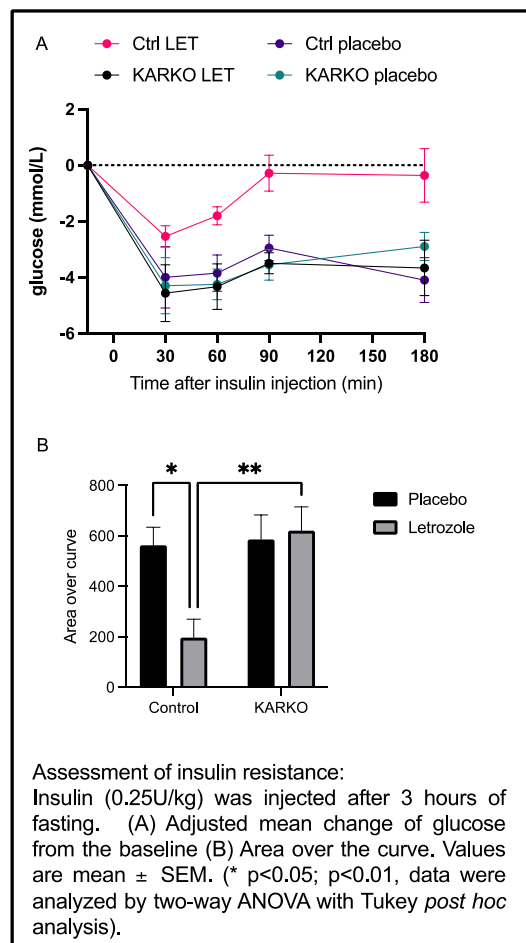 A
Ctrl LET
Ctrl placebo
KARKO LET
KARKO placebo
2
0
-2
-4
-6
glucose (mmol/L)
0 30 60 90 120 150 180
Time after insulin injection (min)
B
* **
800
600
400
200
0
Area over curve
Placebo
Letrozole
Control KARKO
Assessment of insulin resistance:
Insulin (0.25U/kg) was injected after 3 hours of
fasting. (A) Adjusted mean change of glucose
from the baseline (B) Area over the curve. Values
are mean ± SEM. (* p<0.05; p<0.01, data were
analyzed by two-way ANOVA with Tukey post hoc
analysis).